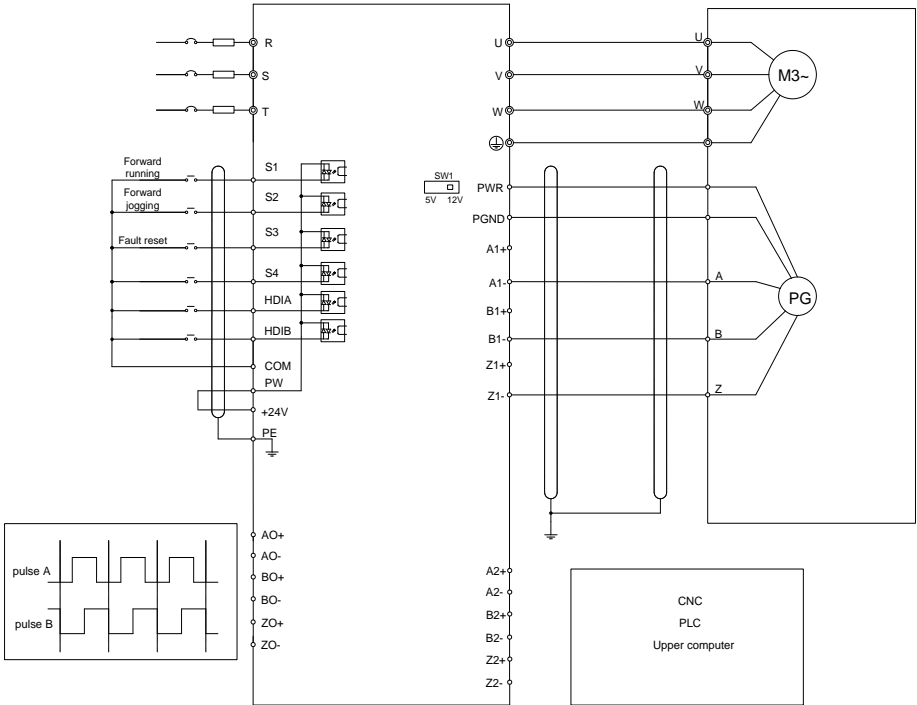 R
S
T
U
V
W
U
V
W
M3~
Forward
running
Forward
jogging
Fault reset
S1
S2
S3
S4
HDIA
HDIB
COM
PW
+24V
PE
SW1
5V 12V
PWR
PGND
A1+
A1-
B1+
B1-
Z1+
Z1-
A
B
Z
PG
pulse A
pulse B
AO+
AO-
BO+
BO-
ZO+
ZO-
A2+
A2-
B2+
B2-
Z2+
Z2-
CNC
PLC
Upper computer